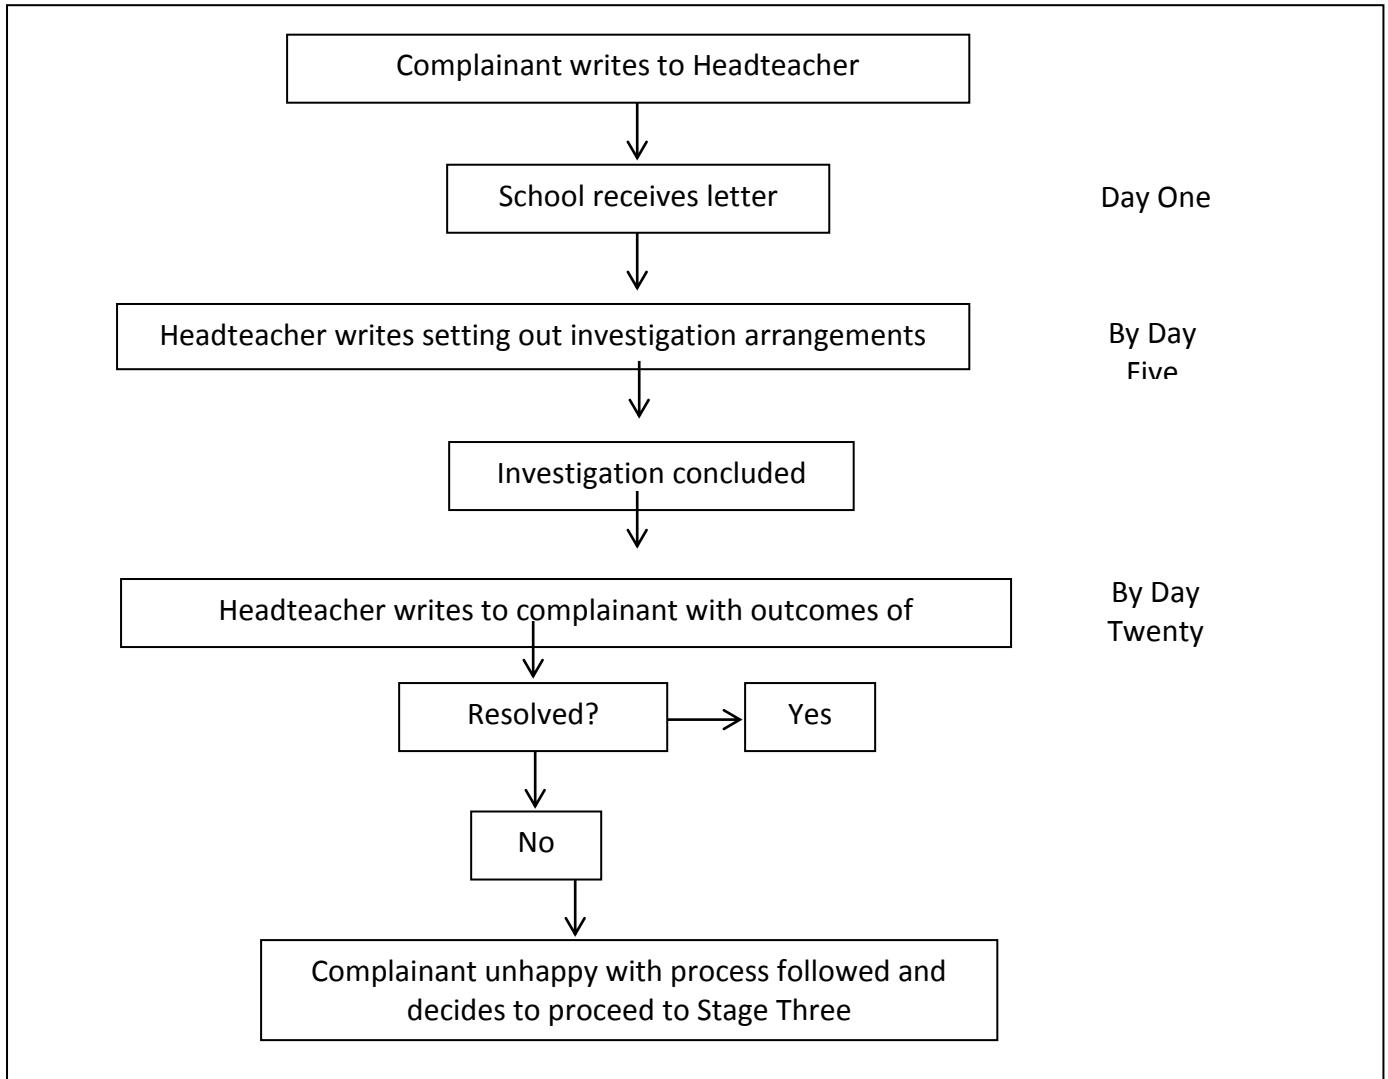 Complainant writes to Headteacher
School receives letter
Day One
Headteacher writes setting out investigation arrangements
By Day
Five
Investigation concluded
Headteacher writes to complainant with outcomes of
By Day
Twenty
Resolved?
Yes
No
Complainant unhappy with process followed and
decides to proceed to Stage Three